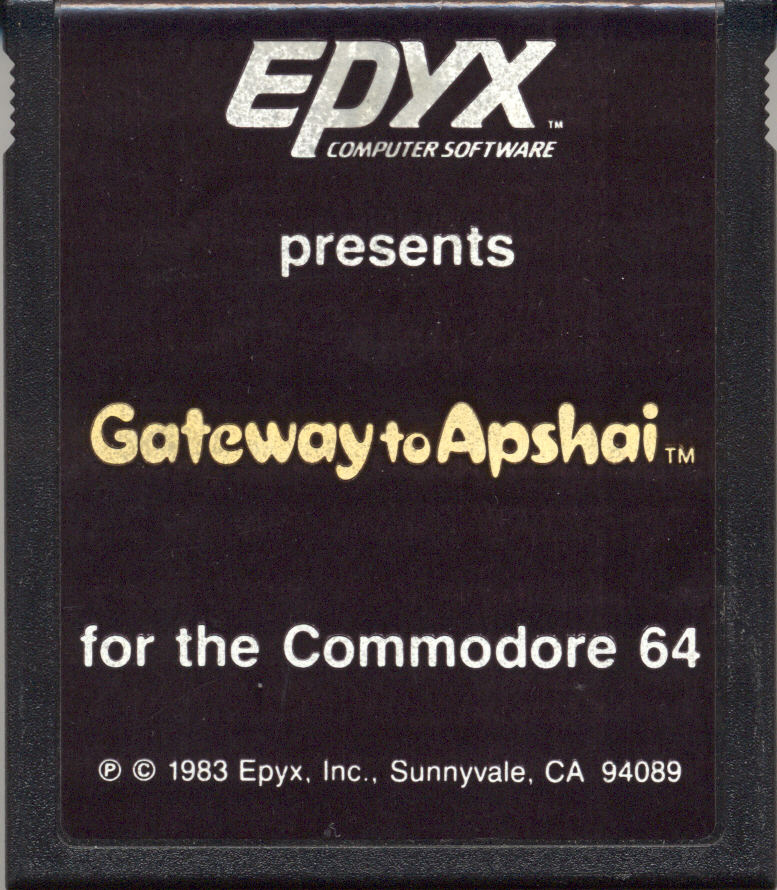 EPYX™
COMPUTER SOFTWARE
presents
Gateway to Apshai™
for the Commodore 64
℗ © 1983 Epyx, Inc., Sunnyvale, CA 94089